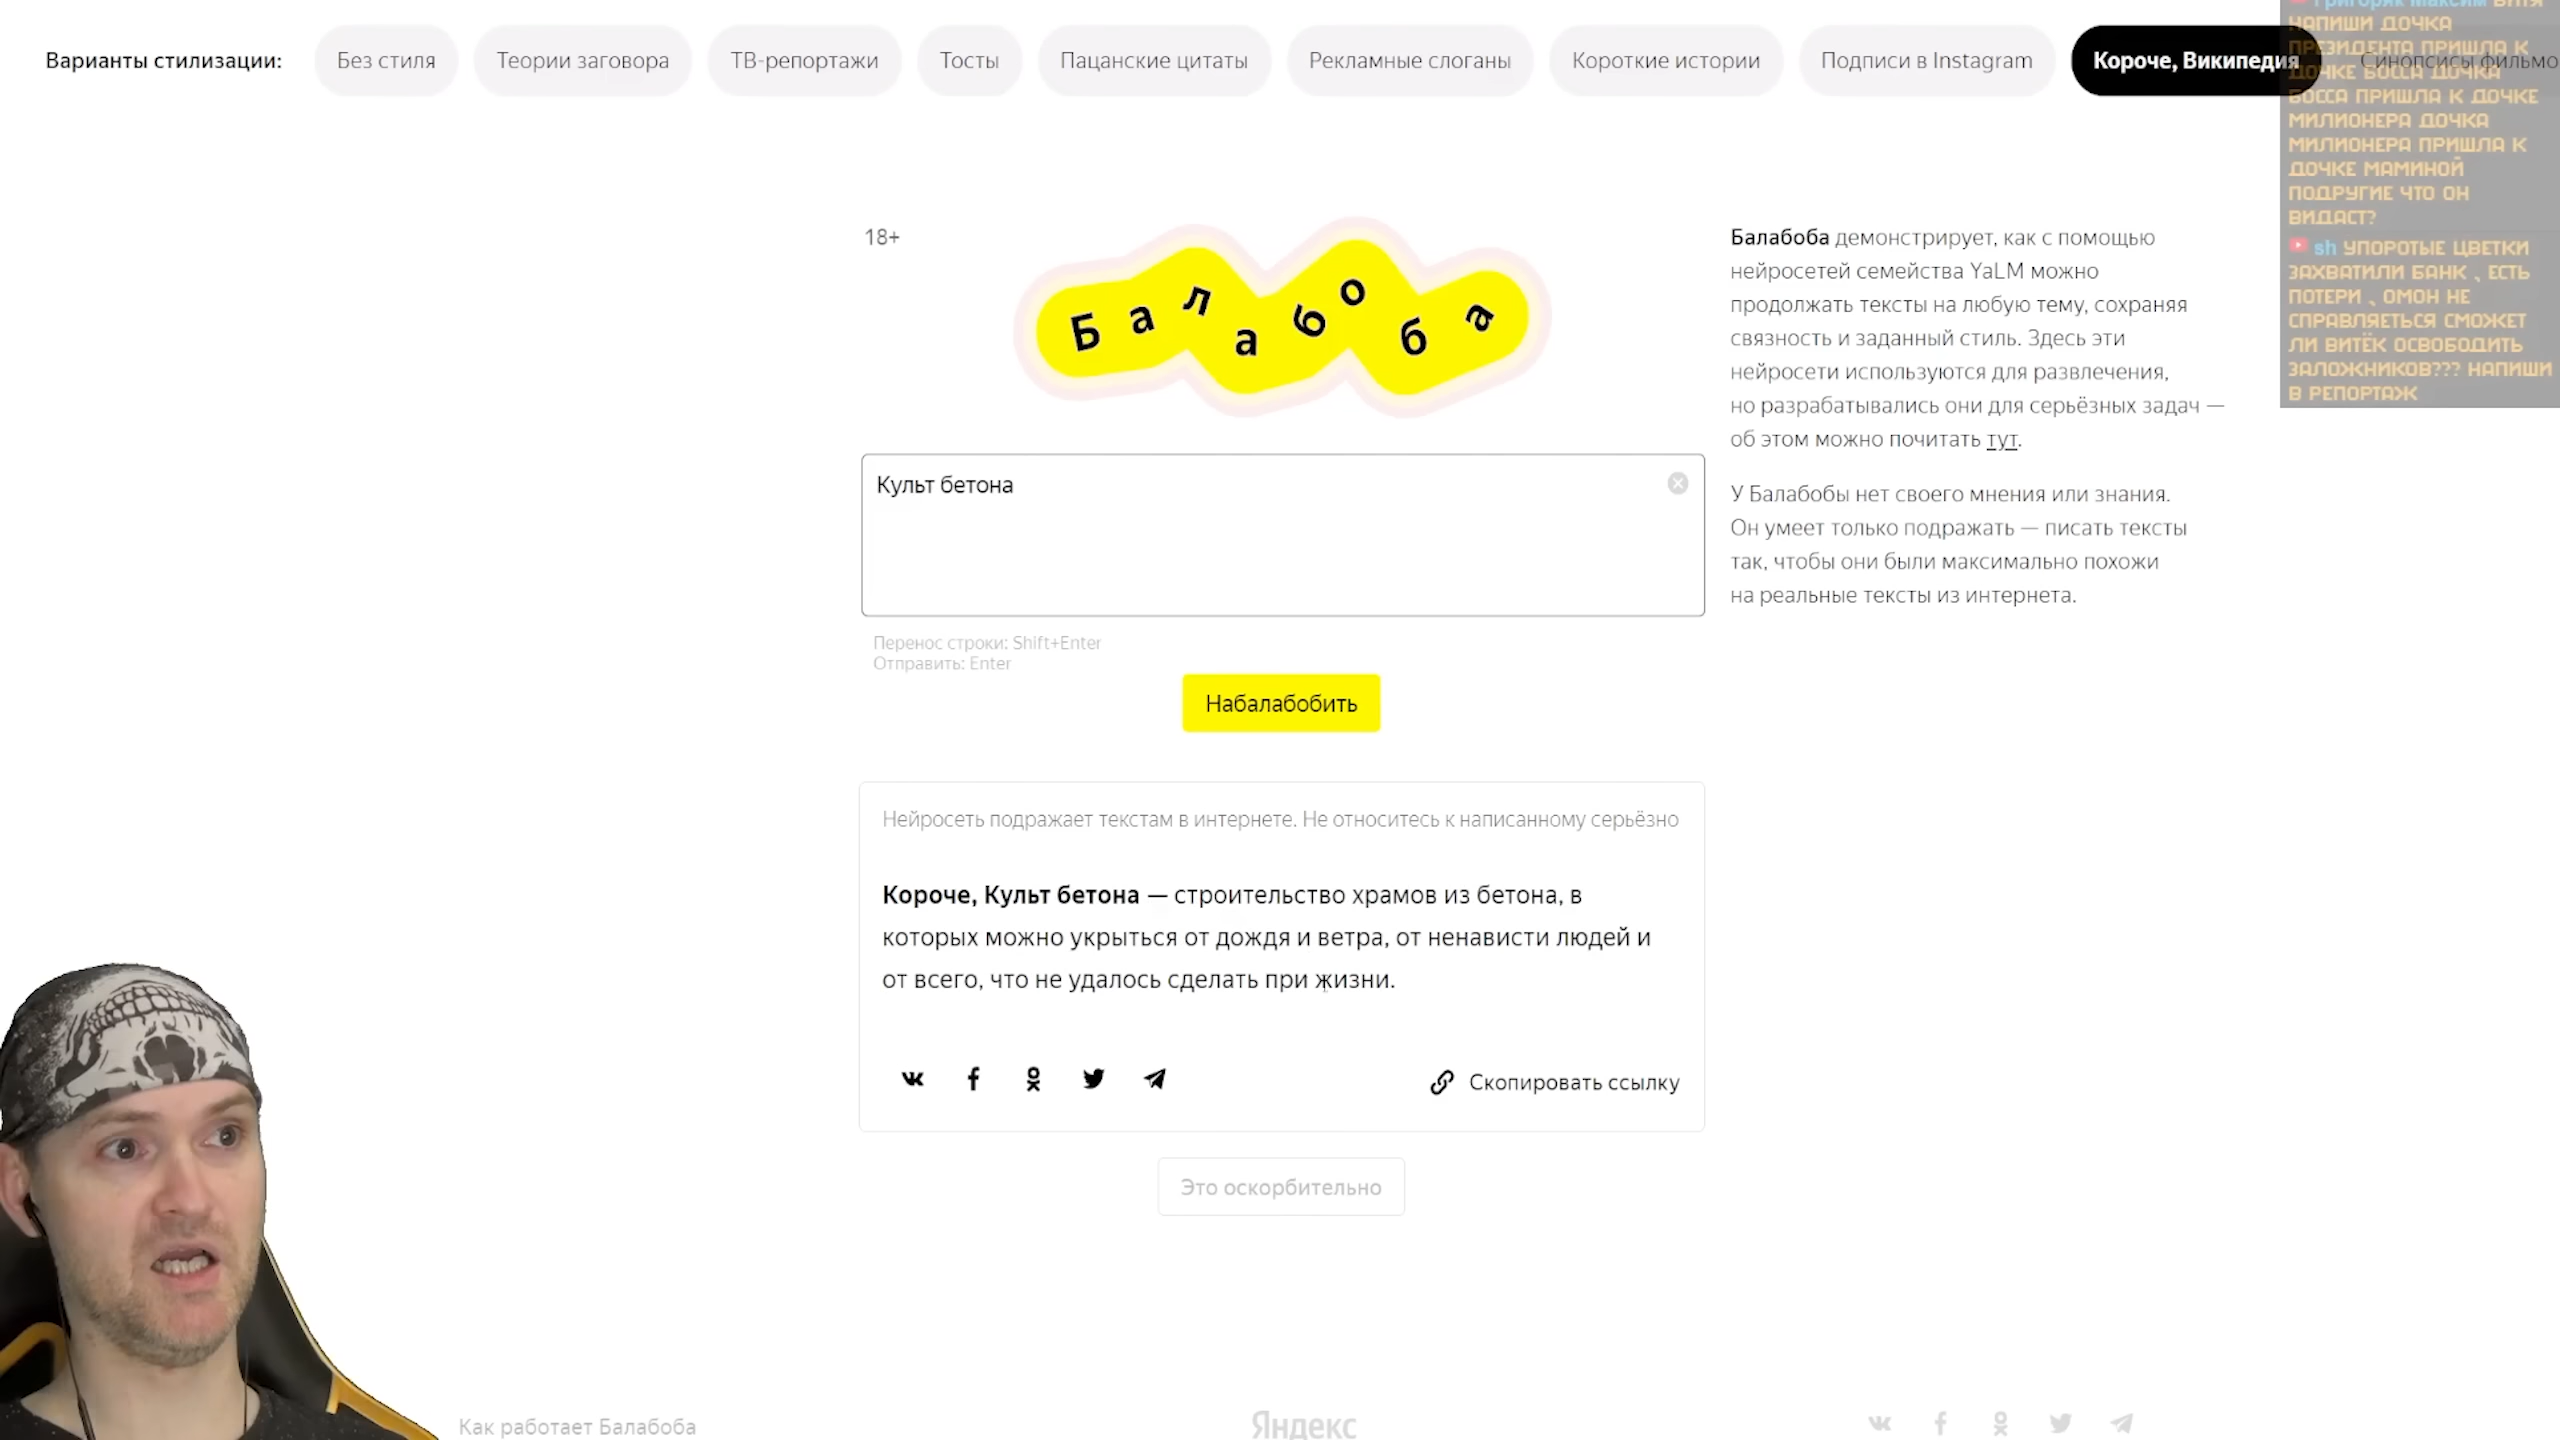 Варианты стилизации:
Без стиля
Теории заговора
ТВ-репортажи
Тосты
Пацанские цитаты
Рекламные слоганы
Короткие истории
Подписи в Instagram
Короче, Википедия
Синопсисы фильмо
НАПИШИ ДОЧКА
ПРЕЗИДЕНТА ПРИШЛА К
ДОЧКЕ БОССА ДОЧКА
БОССА ПРИШЛА К ДОЧКЕ
МИЛИОНЕРА ДОЧКА
МИЛИОНЕРА ПРИШЛА К
ДОЧКЕ МАМИНОЙ
ПОДРУГИЕ ЧТО ОН
ВИДАСТ?
sh УПОРОТЫЕ ЦВЕТКИ
ЗАХВАТИЛИ БАНК , ЕСТЬ
ПОТЕРИ , ОМОН НЕ
СПРАВЛЯЕТЬСЯ СМОЖЕТ
ЛИ ВИТЁК ОСВОБОДИТЬ
ЗАЛОЖНИКОВ??? НАПИШИ
В РЕПОРТАЖ
18+
Балабоба
Балабоба демонстрирует, как с помощью
нейросетей семейства YaLM можно
продолжать тексты на любую тему, сохраняя
связность и заданный стиль. Здесь эти
нейросети используются для развлечения,
но разрабатывались они для серьёзных задач —
об этом можно почитать тут.
У Балабобы нет своего мнения или знания.
Он умеет только подражать — писать тексты
так, чтобы они были максимально похожи
на реальные тексты из интернета.
Культ бетона
Перенос строки: Shift+Enter
Отправить: Enter
Набалабобить
Нейросеть подражает текстам в интернете. Не относитесь к написанному серьёзно
Короче, Культ бетона — строительство храмов из бетона, в
которых можно укрыться от дождя и ветра, от ненависти людей и
от всего, что не удалось сделать при жизни.
Скопировать ссылку
Это оскорбительно
Как работает Балабоба
Яндекс